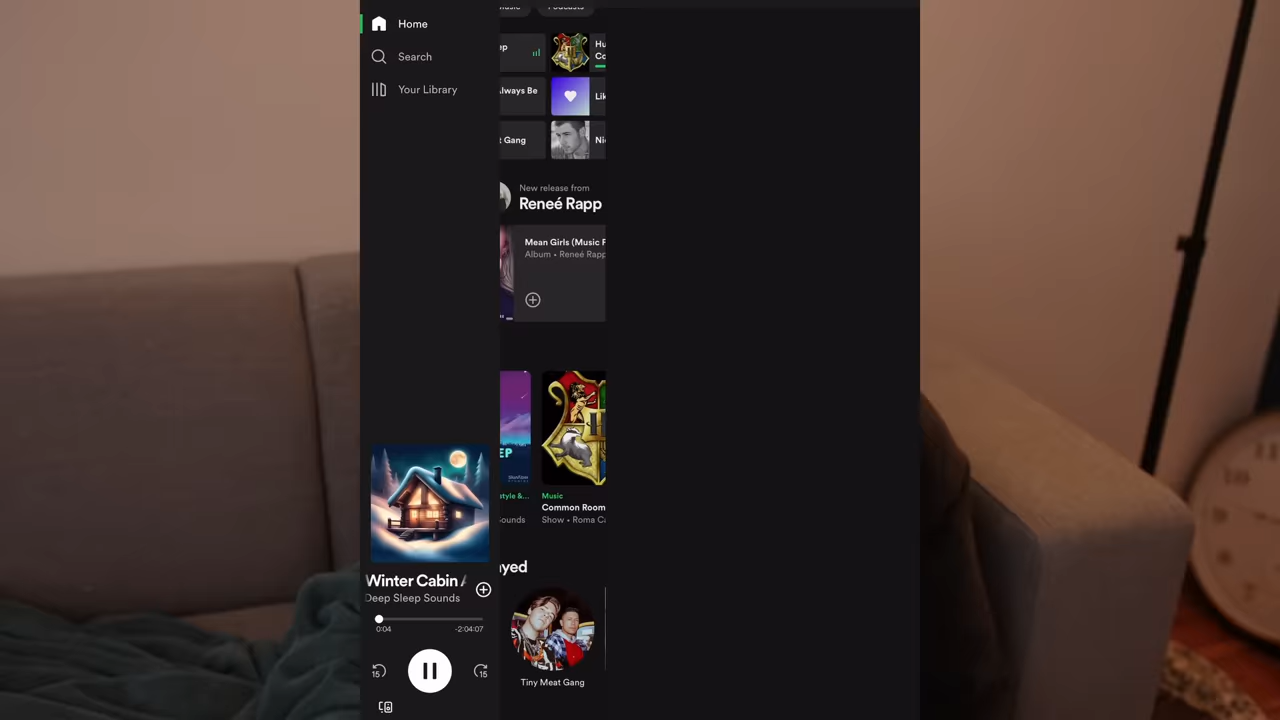 Home
Search
Your Library
Podcasts
Always Be
Gang
New release from
Reneé Rapp
Mean Girls (Music F
Album • Reneé Rapp
Music
Common Room
Show • Roma Ca
Sounds
Winter Cabin
Deep Sleep Sounds
0:04
-2:04:07
15
15
Tiny Meat Gang